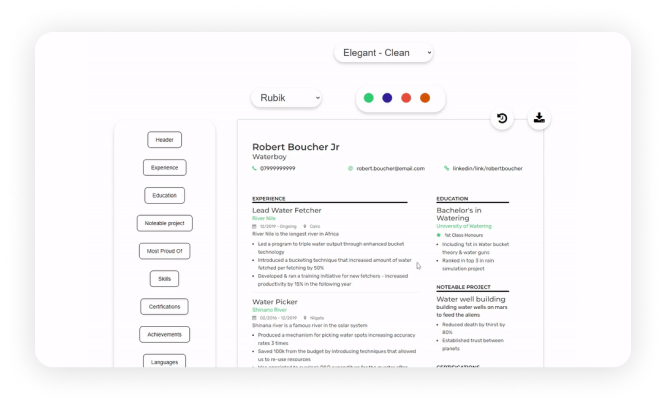 Elegant - Clean
Rubik
Header
Experience
Education
Noteable project
Most Proud Of
Skills
Certifications
Achievements
Languages
Robert Boucher Jr
Waterboy
07999999999
robert.boucher@email.com
linkedin/link/robertboucher
EXPERIENCE
Lead Water Fetcher
River Nile
12/2019 - Ongoing
Cairo
River Nile is the longest river in Africa
Led a program to triple water output through enhanced bucket
technology
Introduced a bucketing technique that increased amount of water
fetched per fetching by 50%
Developed & ran a training initiative for new fetchers - increased
productivity by 15% in the following year
Water Picker
Shinano River
02/2016 - 12/2019
Niigata
Shihana river is a famous river in the solar system
Produced a mechanism for picking water spots increasing accuracy
rates 3 times
Saved 100k from the budget by introducing techniques that allowed
us to re-use resources
EDUCATION
Bachelor's in
Watering
University of Watering
1st Class Honours
Including 1st in Water bucket
theory & water guns
Ranked in top 3 in rain
simulation project
NOTEABLE PROJECT
Water well building
building water wells on mars
to feed the aliens
Reduced death by thirst by
80%
Established trust between
planets
CERTIFICATIONS